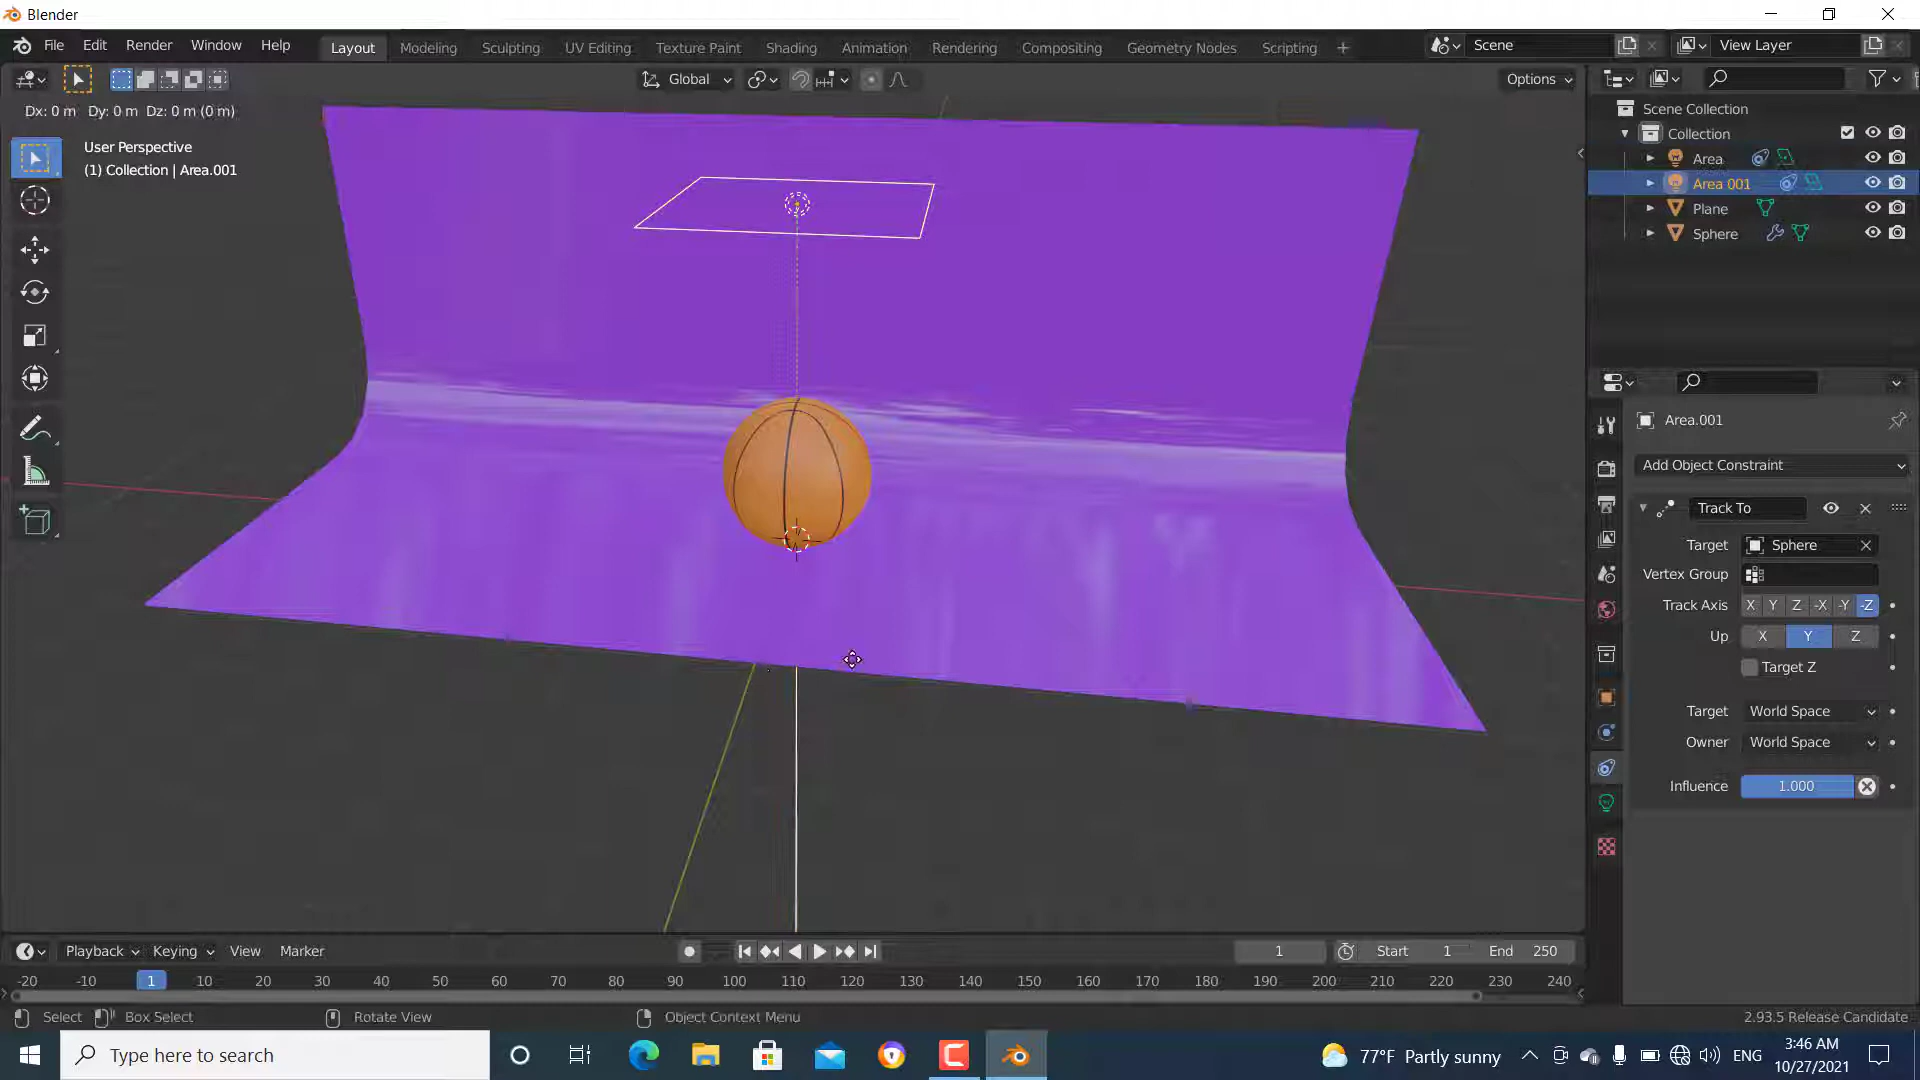 Blender
File Edit Render Window Help Layout Modeling Sculpting UV Editing Texture Paint Shading Animation Rendering Compositing Geometry Nodes Scripting + Scene View Layer
Global Options
Dx: 0 m Dy: 0 m Dz: 0 m (0 m)
User Perspective
(1) Collection | Area.001
Scene Collection
Collection
Area
Area 001
Plane
Sphere
Area.001
Add Object Constraint
Track To
Target Sphere
Vertex Group
Track Axis X Y Z -X -Y -Z
Up X Y Z
Target Z
Target World Space
Owner World Space
Influence 1.000
Playback Keying View Marker 1 Start 1 End 250
-20 -10 1 10 20 30 40 50 60 70 80 90 100 110 120 130 140 150 160 170 180 190 200 210 220 230 240
Select Box Select Rotate View Object Context Menu 2.93.5 Release Candidate
Type here to search 77°F Partly sunny ENG 3:46 AM
10/27/2021